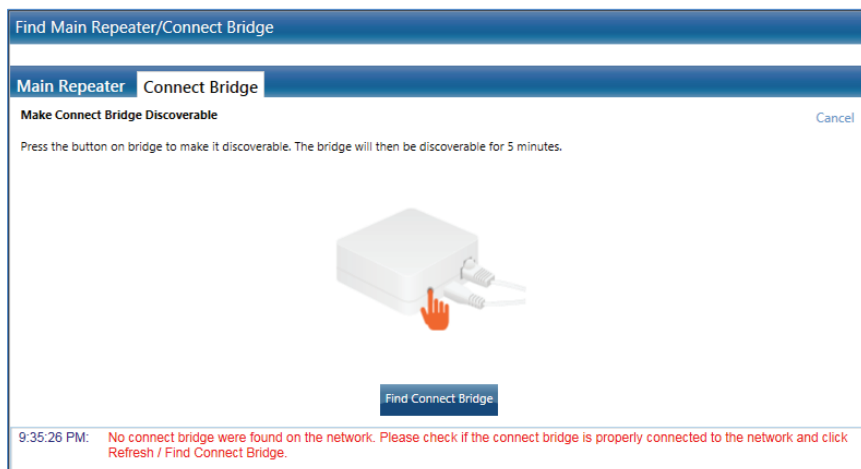 Find Main Repeater/Connect Bridge
Main Repeater Connect Bridge
Make Connect Bridge Discoverable
Cancel
Press the button on bridge to make it discoverable. The bridge will then be discoverable for 5 minutes.
Find Connect Bridge
9:35:26 PM: No connect bridge were found on the network. Please check if the connect bridge is properly connected to the network and click
Refresh / Find Connect Bridge.